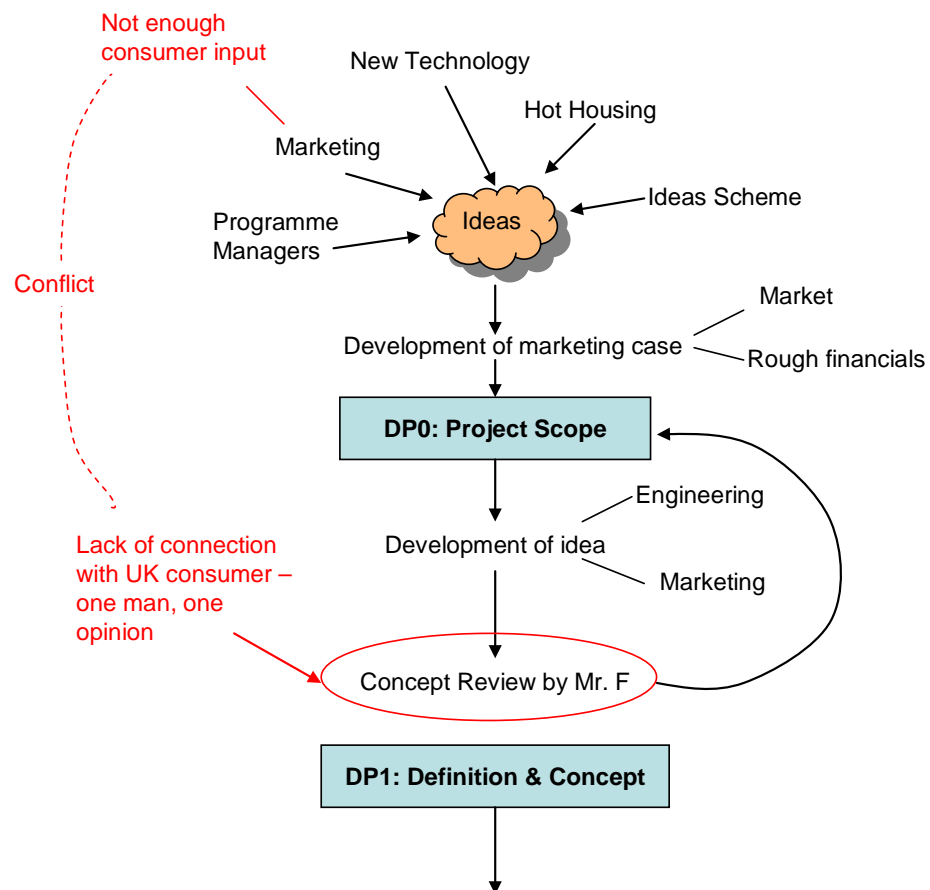 Not enough
consumer input
New Technology
Hot Housing
Marketing
Ideas Scheme
Ideas
Programme
Managers
Conflict
Market
Development of marketing case
Rough financials
DP0: Project Scope
Engineering
Development of idea
Marketing
Lack of connection
with UK consumer –
one man, one
opinion
Concept Review by Mr. F
DP1: Definition & Concept